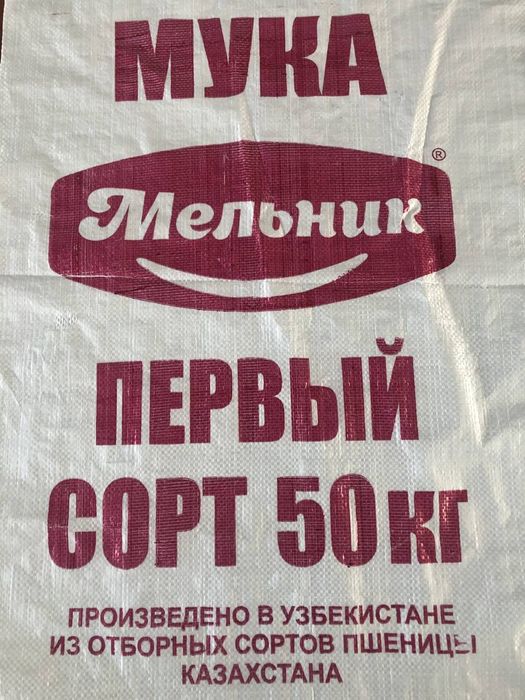 МУКА
®
Мельник
ПЕРВЫЙ
СОРТ 50 кг
ПРОИЗВЕДЕНО В УЗБЕКИСТАНЕ
ИЗ ОТБОРНЫХ СОРТОВ ПШЕНИЦЫ
КАЗАХСТАНА